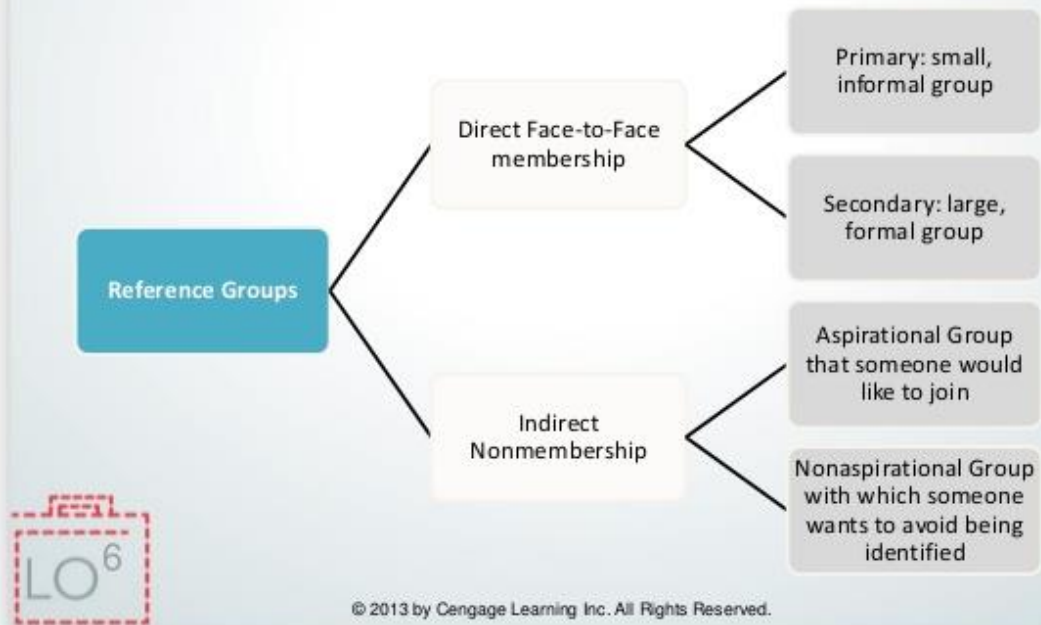 Reference Groups
Direct Face-to-Face
membership
Primary: small,
informal group
Secondary: large,
formal group
Indirect
Nonmembership
Aspirational Group
that someone would
like to join
Nonaspirational Group
with which someone
wants to avoid being
identified
LO6
© 2013 by Cengage Learning Inc. All Rights Reserved.